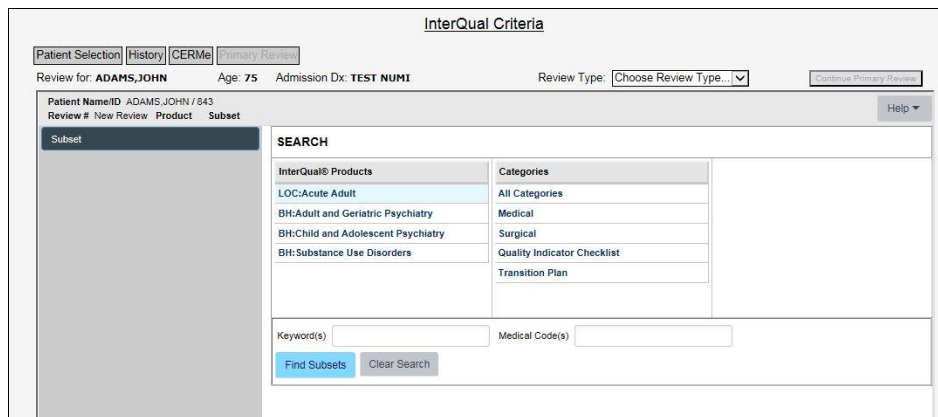 InterQual Criteria
Patient Selection History CERMe Primary Review
Review for: ADAMS,JOHN Age: 75 Admission Dx: TEST NUMI Review Type: Choose Review Type... Continue Primary Review
Patient Name/ID ADAMS,JOHN / 843
Review # New Review Product Subset
Help
Subset
SEARCH
InterQual® Products Categories
LOC:Acute Adult All Categories
BH:Adult and Geriatric Psychiatry Medical
BH:Child and Adolescent Psychiatry Surgical
BH:Substance Use Disorders Quality Indicator Checklist
Transition Plan
Keyword(s) Medical Code(s)
Find Subsets Clear Search